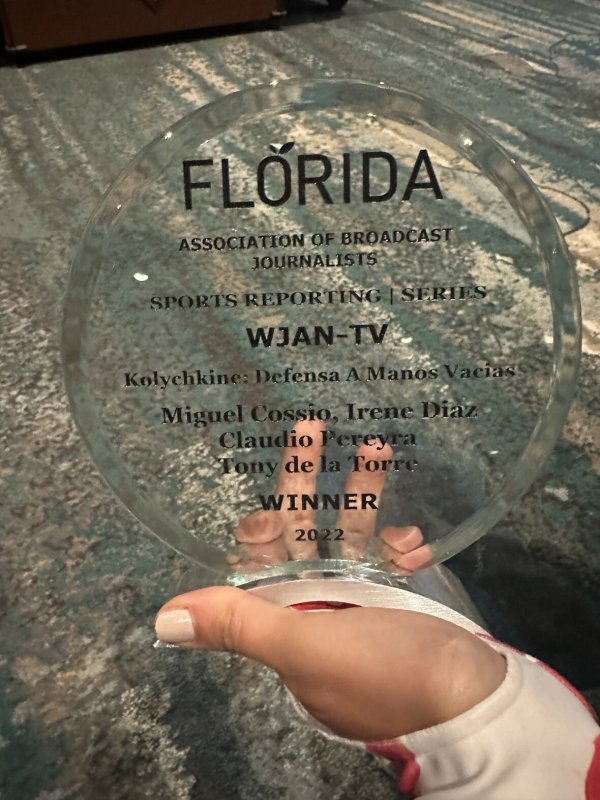 FLORIDA
ASSOCIATION OF BROADCAST
JOURNALISTS
SPORTS REPORTING | SERIES
WJAN-TV
Kolychkine: Defensa A Manos Vacias
Miguel Cossio, Irene Diaz
Claudio Pereyra
Tony de la Torre
WINNER
2022